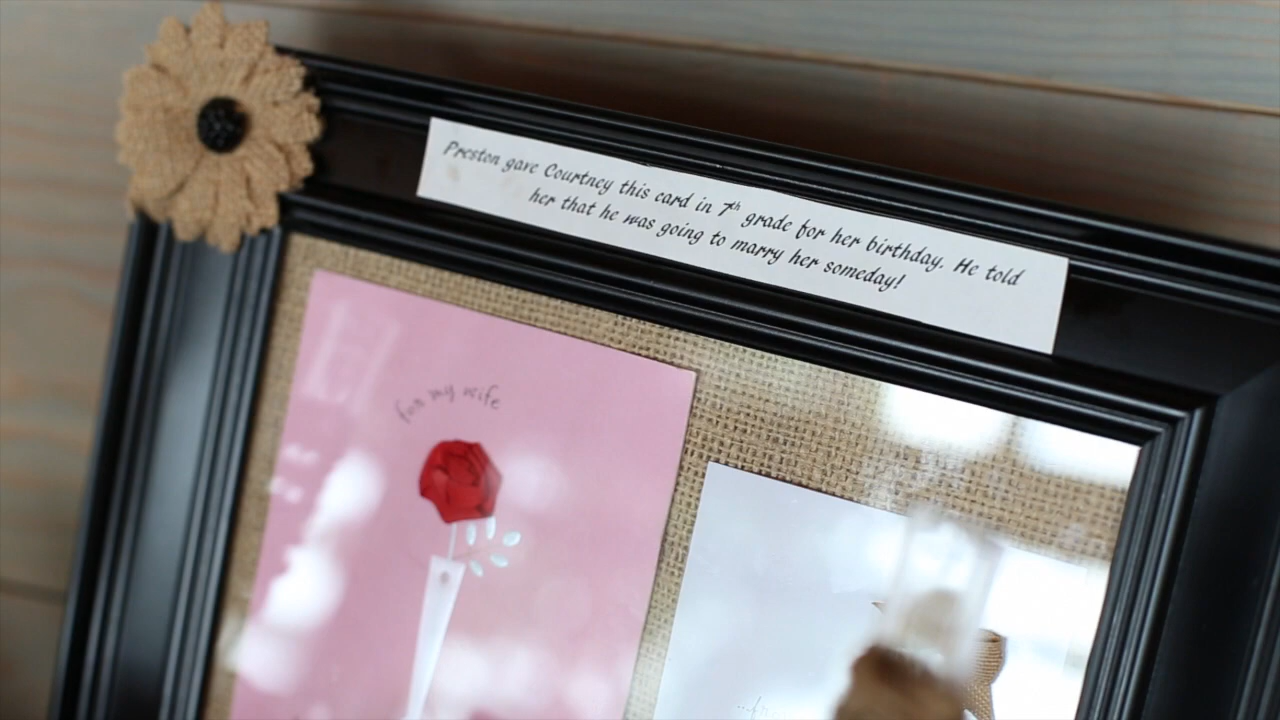 Preston gave Courtney this card in 7th grade for her birthday. He told
her that he was going to marry her someday!
for my wife